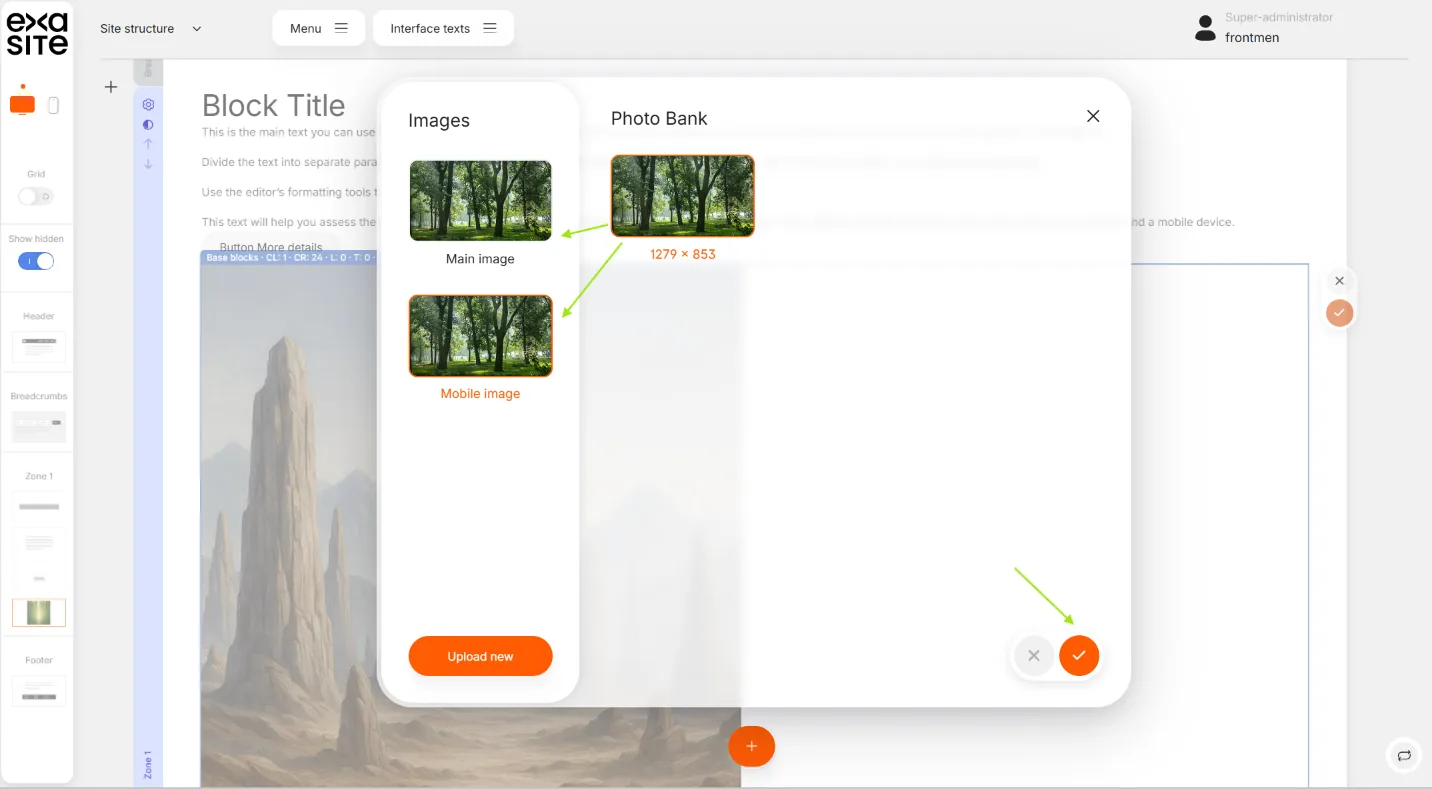 exa
site
Site structure
Menu
Interface texts
Super-administrator
frontmen
Grid
Show hidden
Header
Breadcrumbs
Zone 1
Footer
Block Title
This is the main text you can use
Divide the text into separate para
Use the editor's formatting tools t
This text will help you assess the
nd a mobile device.
Button More details
Base blocks · CL: 1 · CR: 24 · L: 0 · T: 0 ·
Zone 1
Images
Main image
Mobile image
Upload new
Photo Bank
1279 × 853